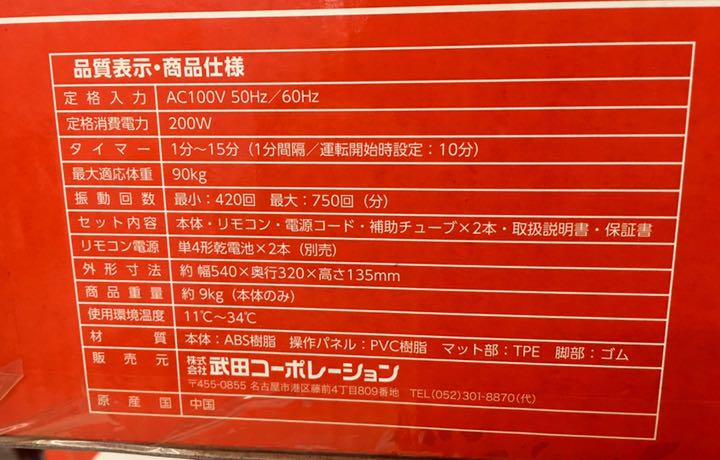 品質表示・商品仕様
定格入力 AC100V 50Hz／60Hz
定格消費電力 200W
タイマー 1分～15分（1分間隔／運転開始時設定：10分）
最大適応体重 90kg
振動回数 最小：420回 最大：750回（分）
セット内容 本体・リモコン・電源コード・補助チューブ×2本・取扱説明書・保証書
リモコン電源 単4形乾電池×2本（別売）
外形寸法 約 幅540×奥行320×高さ135mm
商品重量 約9kg（本体のみ）
使用環境温度 11℃～34℃
材質 本体：ABS樹脂 操作パネル：PVC樹脂 マット部：TPE 脚部：ゴム
販売元 株式会社 武田コーポレーション
〒455-0855 名古屋市港区藤前4丁目809番地 TEL（052）301-8870（代）
原産国 中国